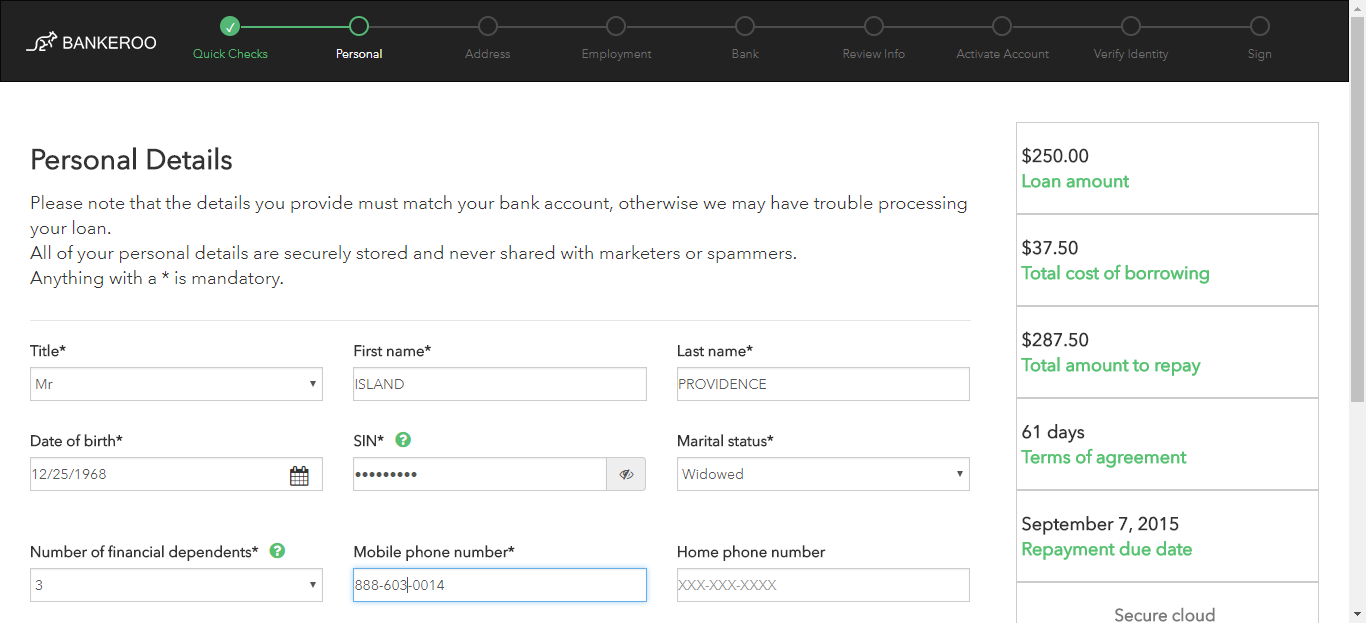 BANKEROO
Quick Checks
Personal
Address
Employment
Bank
Review Info
Activate Account
Verify Identity
Sign
Personal Details
Please note that the details you provide must match your bank account, otherwise we may have trouble processing
your loan.
All of your personal details are securely stored and never shared with marketers or spammers.
Anything with a * is mandatory.
Title*
First name*
Last name*
Mr
ISLAND
PROVIDENCE
Date of birth*
SIN* ?
Marital status*
12/25/1968
•••••••••
Widowed
Number of financial dependents* ?
Mobile phone number*
Home phone number
3
888-603-0014
XXX-XXX-XXXX
$250.00
Loan amount
$37.50
Total cost of borrowing
$287.50
Total amount to repay
61 days
Terms of agreement
September 7, 2015
Repayment due date
Secure cloud